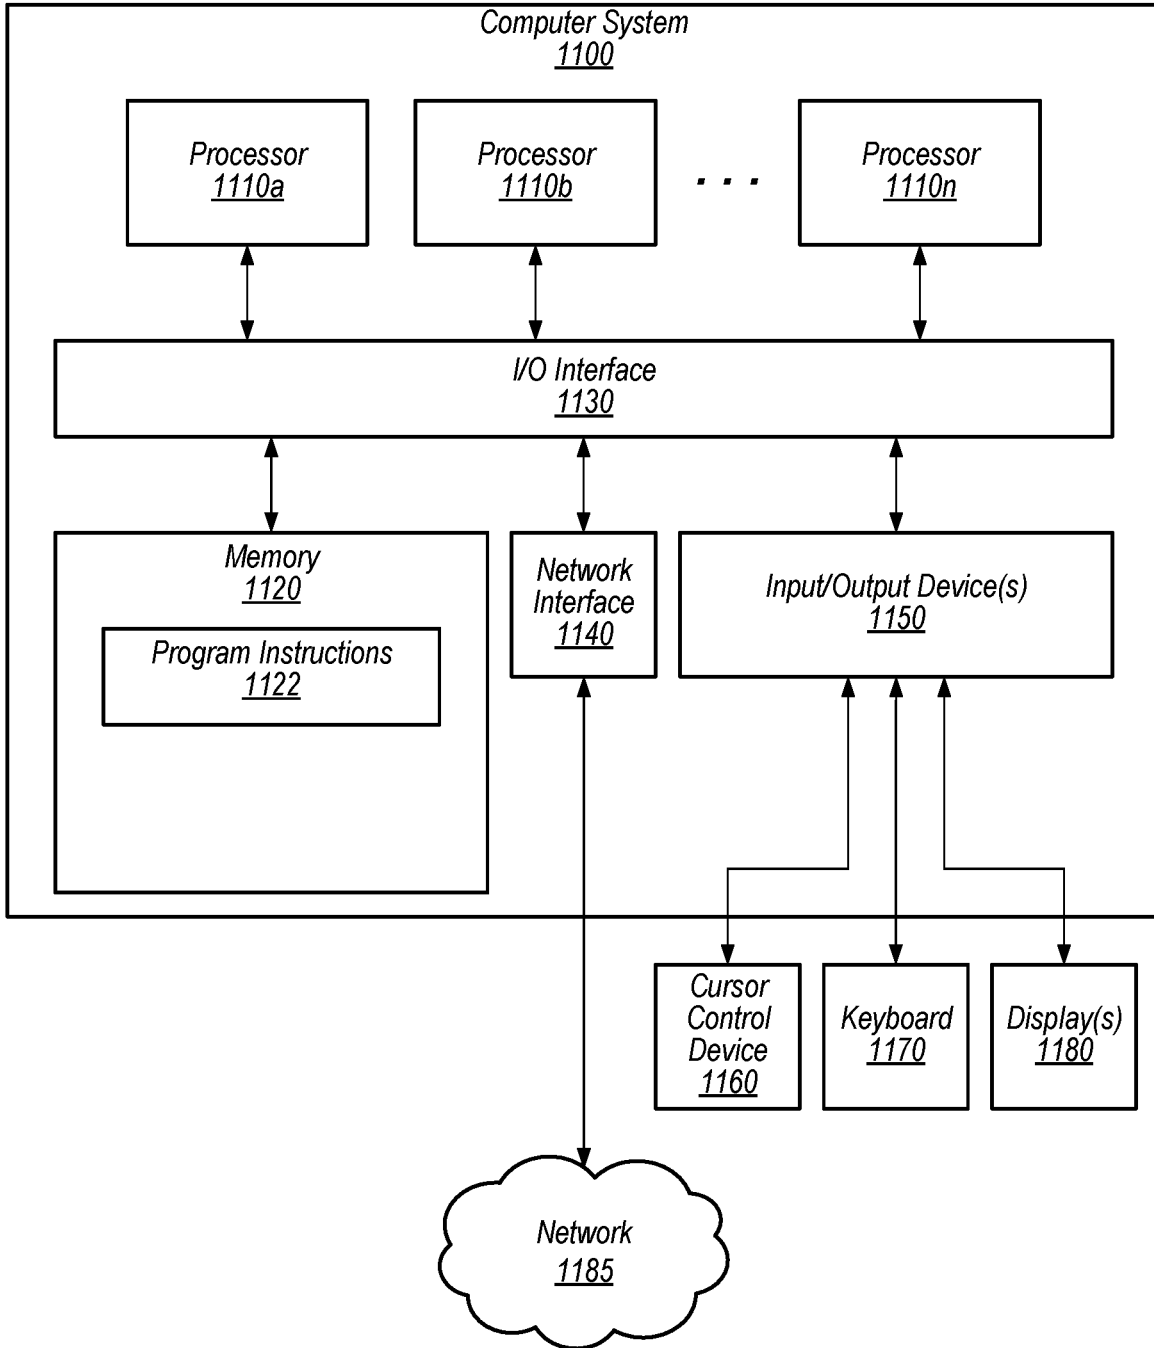 Computer System
1100
Processor
1110a
Processor
1110b
. . .
Processor
1110n
I/O Interface
1130
Memory
1120
Program Instructions
1122
Network
Interface
1140
Input/Output Device(s)
1150
Cursor
Control
Device
1160
Keyboard
1170
Display(s)
1180
Network
1185